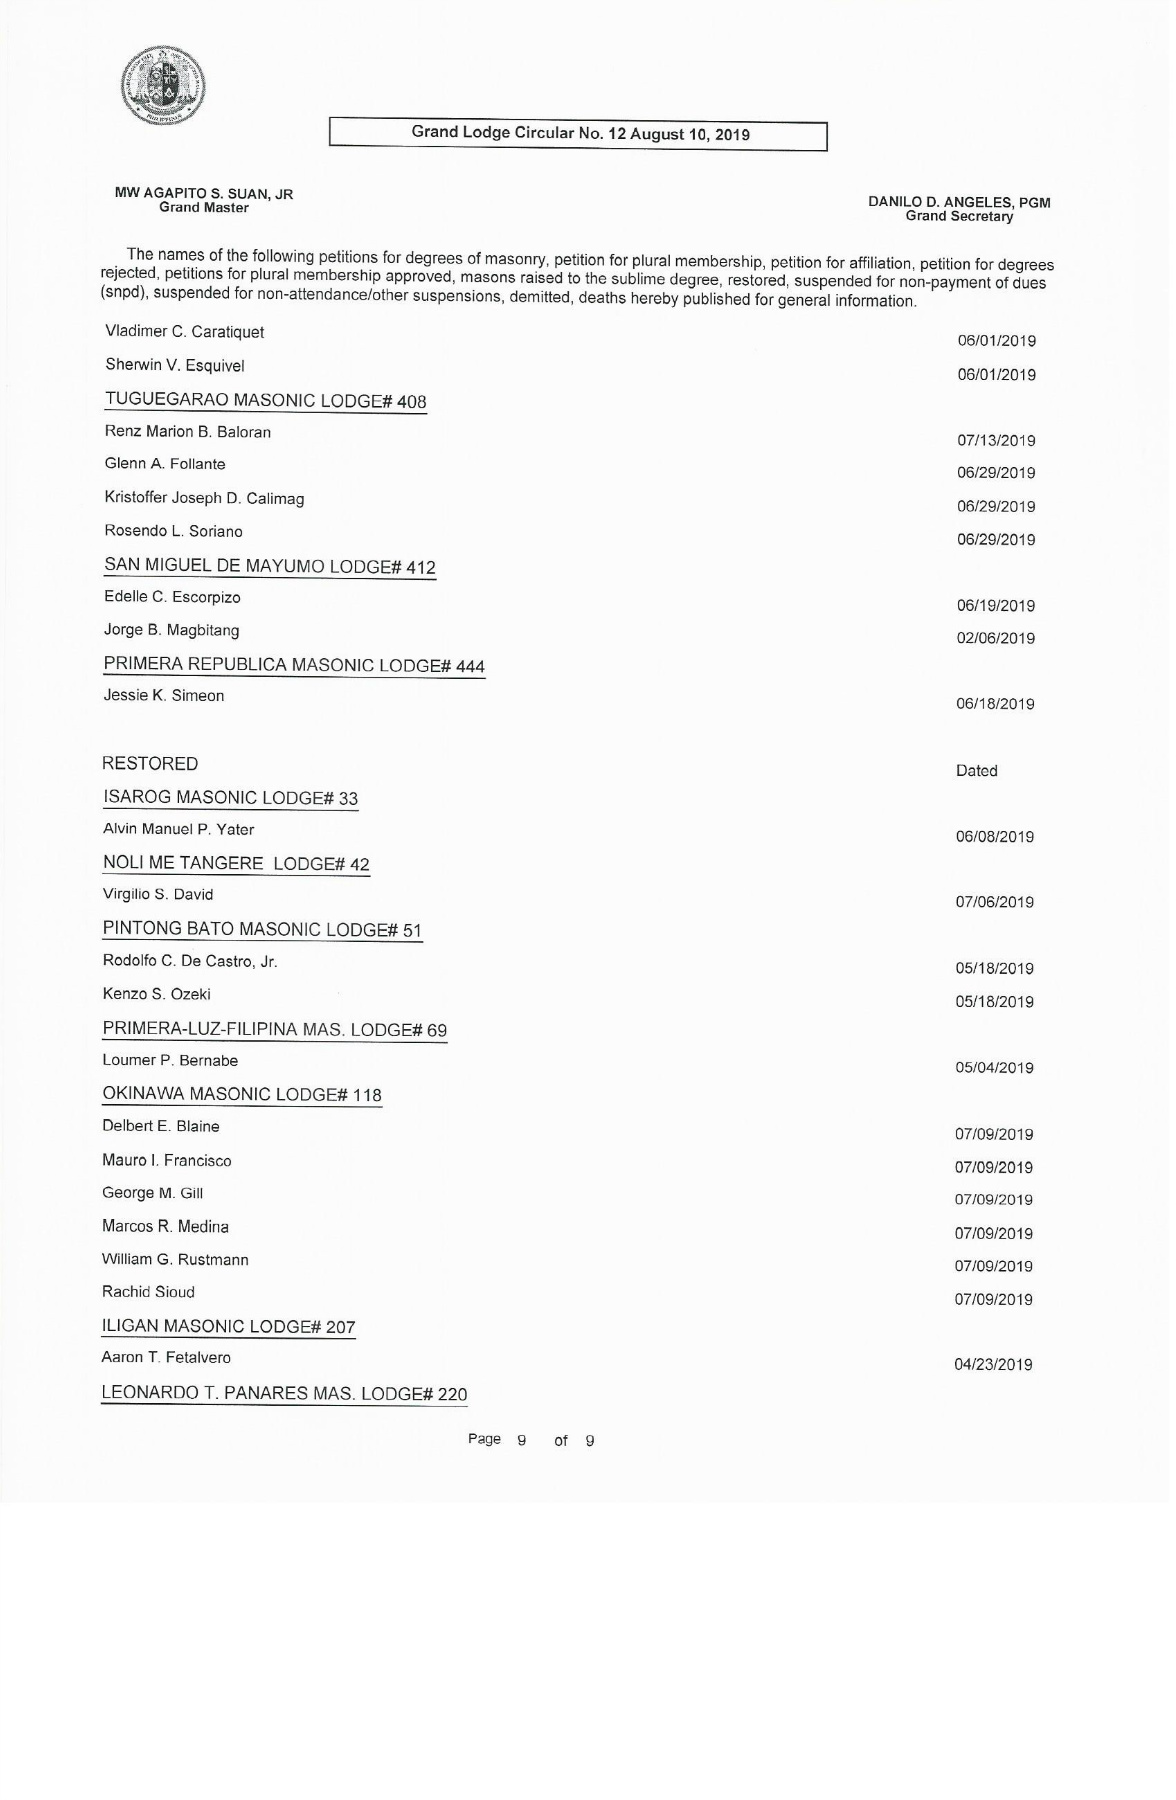 Grand Lodge Circular No. 12 August 10, 2019
MW AGAPITO S. SUAN, JR
Grand Master
DANILO D. ANGELES, PGM
Grand Secretary
The names of the following petitions for degrees of masonry, petition for plural membership, petition for affiliation, petition for degrees
rejected, petitions for plural membership approved, masons raised to the sublime degree, restored, suspended for non-payment of dues
(snpd), suspended for non-attendance/other suspensions, demitted, deaths hereby published for general information.
Vladimer C. Caratiquet 06/01/2019
Sherwin V. Esquivel 06/01/2019
TUGUEGARAO MASONIC LODGE# 408
Renz Marion B. Baloran 07/13/2019
Glenn A. Follante 06/29/2019
Kristoffer Joseph D. Calimag 06/29/2019
Rosendo L. Soriano 06/29/2019
SAN MIGUEL DE MAYUMO LODGE# 412
Edelle C. Escorpizo 06/19/2019
Jorge B. Magbitang 02/06/2019
PRIMERA REPUBLICA MASONIC LODGE# 444
Jessie K. Simeon 06/18/2019
RESTORED Dated
ISAROG MASONIC LODGE# 33
Alvin Manuel P. Yater 06/08/2019
NOLI ME TANGERE LODGE# 42
Virgilio S. David 07/06/2019
PINTONG BATO MASONIC LODGE# 51
Rodolfo C. De Castro, Jr. 05/18/2019
Kenzo S. Ozeki 05/18/2019
PRIMERA-LUZ-FILIPINA MAS. LODGE# 69
Loumer P. Bernabe 05/04/2019
OKINAWA MASONIC LODGE# 118
Delbert E. Blaine 07/09/2019
Mauro I. Francisco 07/09/2019
George M. Gill 07/09/2019
Marcos R. Medina 07/09/2019
William G. Rustmann 07/09/2019
Rachid Sioud 07/09/2019
ILIGAN MASONIC LODGE# 207
Aaron T. Fetalvero 04/23/2019
LEONARDO T. PANARES MAS. LODGE# 220
Page 9 of 9